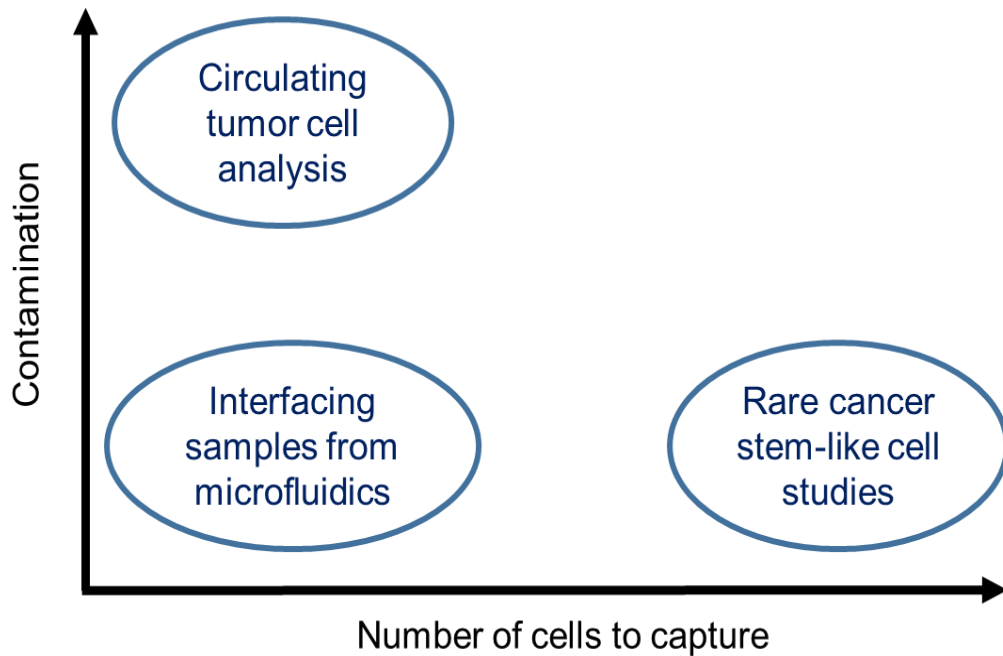 Contamination
Circulating
tumor cell
analysis
Interfacing
samples from
microfluidics
Rare cancer
stem-like cell
studies
Number of cells to capture